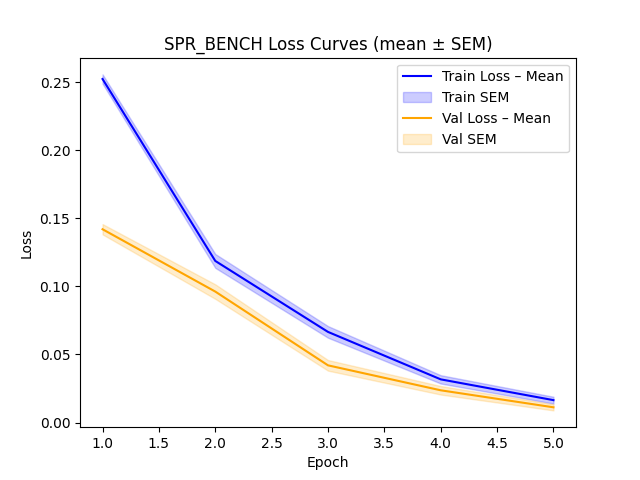 SPR_BENCH Loss Curves (mean ± SEM)
Train Loss – Mean
Train SEM
Val Loss – Mean
Val SEM
Loss
0.25
0.20
0.15
0.10
0.05
0.00
1.0 1.5 2.0 2.5 3.0 3.5 4.0 4.5 5.0
Epoch